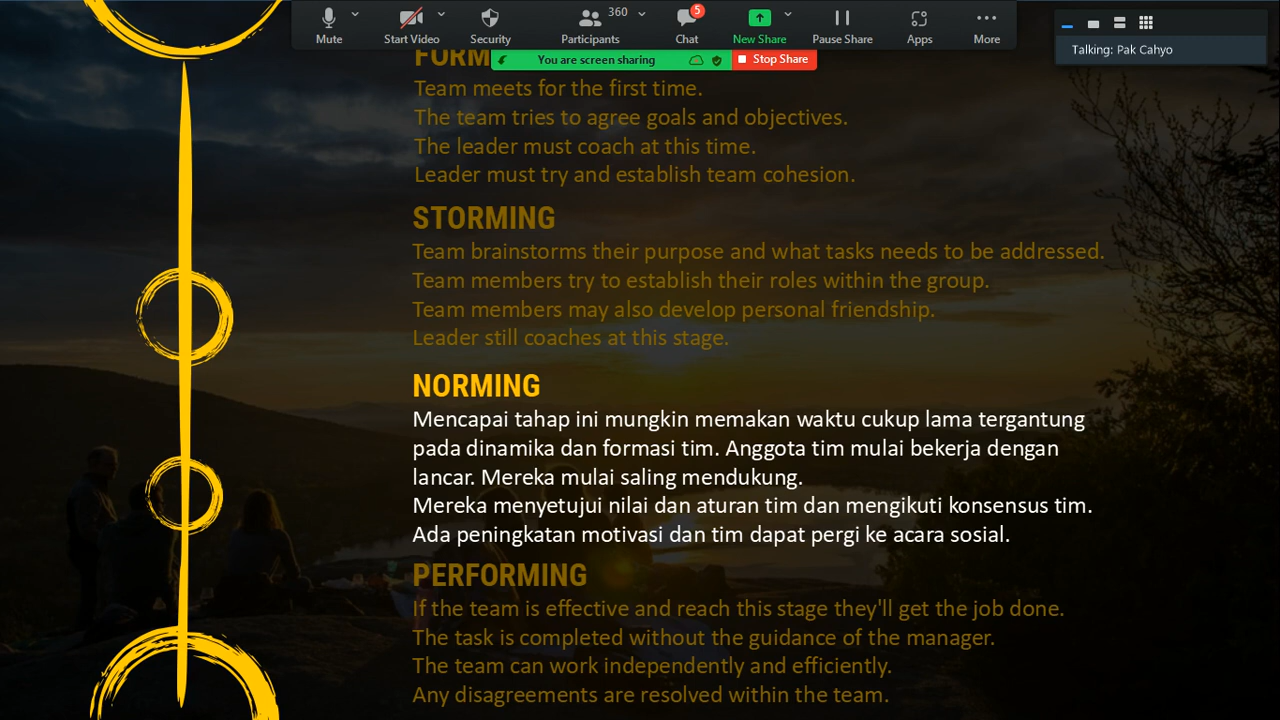 360
5
Mute
Start Video
Security
Participants
Chat
New Share
Pause Share
Apps
More
You are screen sharing
Stop Share
Talking: Pak Cahyo
Team meets for the first time.
The team tries to agree goals and objectives.
The leader must coach at this time.
Leader must try and establish team cohesion.
STORMING
Team brainstorms their purpose and what tasks needs to be addressed.
Team members try to establish their roles within the group.
Team members may also develop personal friendship.
Leader still coaches at this stage.
NORMING
Mencapai tahap ini mungkin memakan waktu cukup lama tergantung
pada dinamika dan formasi tim. Anggota tim mulai bekerja dengan
lancar. Mereka mulai saling mendukung.
Mereka menyetujui nilai dan aturan tim dan mengikuti konsensus tim.
Ada peningkatan motivasi dan tim dapat pergi ke acara sosial.
PERFORMING
If the team is effective and reach this stage they'll get the job done.
The task is completed without the guidance of the manager.
The team can work independently and efficiently.
Any disagreements are resolved within the team.